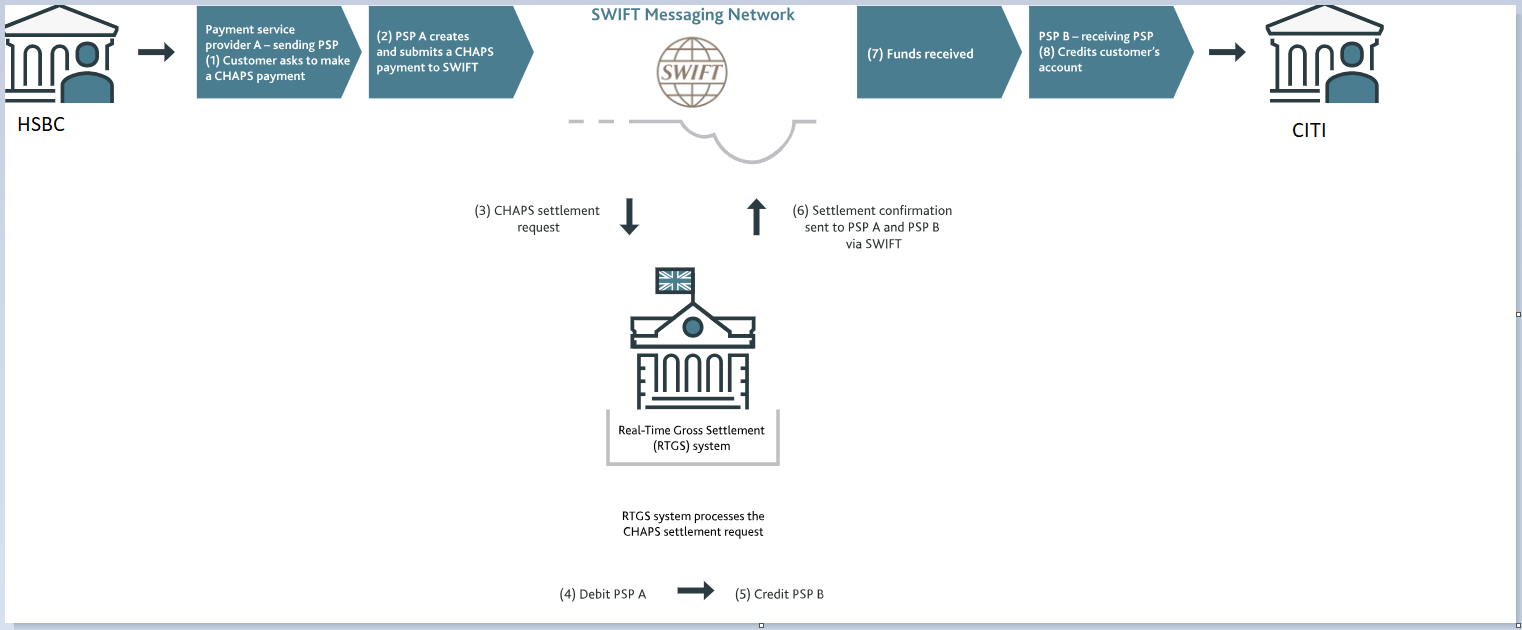 SWIFT Messaging Network
Payment service
provider A – sending PSP
(1) Customer asks to make
a CHAPS payment
(2) PSP A creates
and submits a CHAPS
payment to SWIFT
SWIFT
(7) Funds received
PSP B – receiving PSP
(8) Credits customer's
account
HSBC
CITI
(3) CHAPS settlement
request
(6) Settlement confirmation
sent to PSP A and PSP B
via SWIFT
Real-Time Gross Settlement
(RTGS) system
RTGS system processes the
CHAPS settlement request
(4) Debit PSP A
(5) Credit PSP B